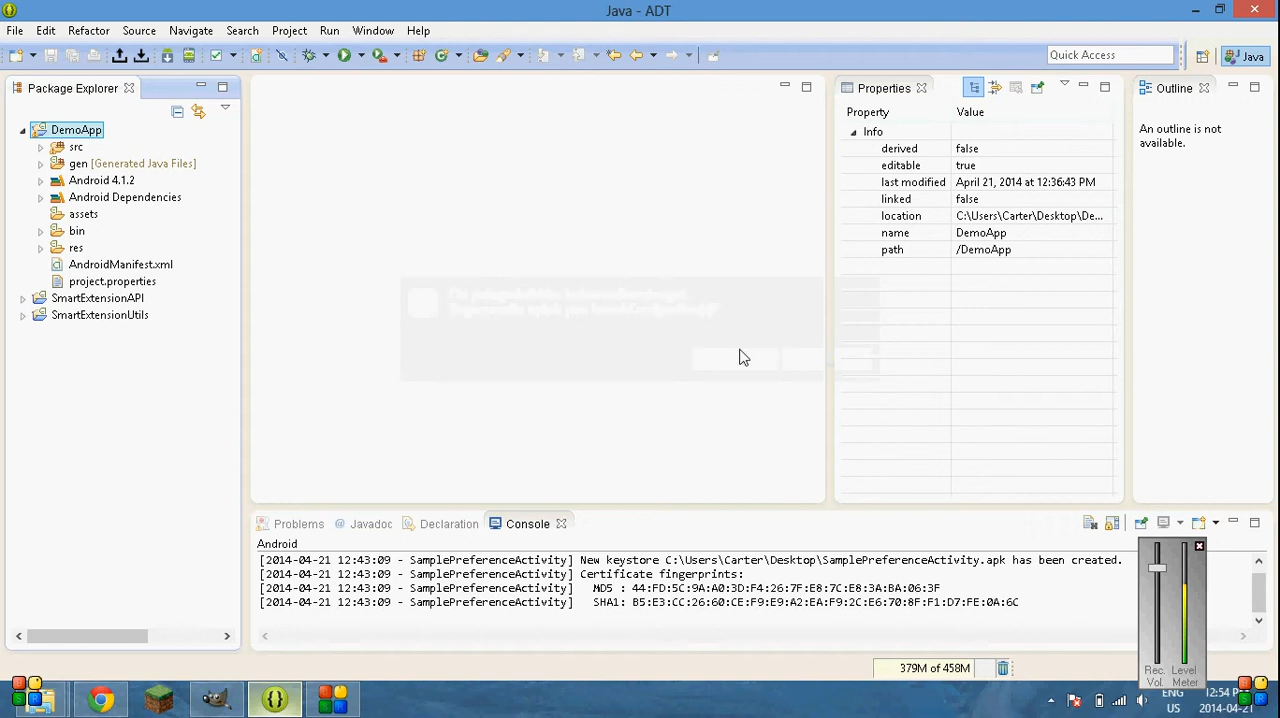 Java - ADT
File Edit Refactor Source Navigate Search Project Run Window Help
Quick Access
Java
Package Explorer
DemoApp
src
gen [Generated Java Files]
Android 4.1.2
Android Dependencies
assets
bin
res
AndroidManifest.xml
project.properties
SmartExtensionAPI
SmartExtensionUtils
Properties
Property Value
Info
derived false
editable true
last modified April 21, 2014 at 12:36:43 PM
linked false
location C:\Users\Carter\Desktop\De...
name DemoApp
path /DemoApp
Outline
An outline is not
available.
Problems @ Javadoc Declaration Console
Android
[2014-04-21 12:43:09 - SamplePreferenceActivity] New keystore C:\Users\Carter\Desktop\SamplePreferenceActivity.apk has been created.
[2014-04-21 12:43:09 - SamplePreferenceActivity] Certificate fingerprints:
[2014-04-21 12:43:09 - SamplePreferenceActivity] MD5 : 44:FD:5C:9A:A0:3D:F4:26:7F:E8:7C:E8:3A:BA:06:3F
[2014-04-21 12:43:09 - SamplePreferenceActivity] SHA1: B5:E3:CC:26:60:CE:F9:E9:A2:EA:F9:2C:E6:70:8F:F1:D7:FE:0A:6C
379M of 458M
Rec. Level
Vol. Meter
ENG 12:54 PM
US 2014-04-21